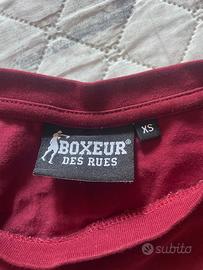 BOXEUR®
DES RUES
XS
subito